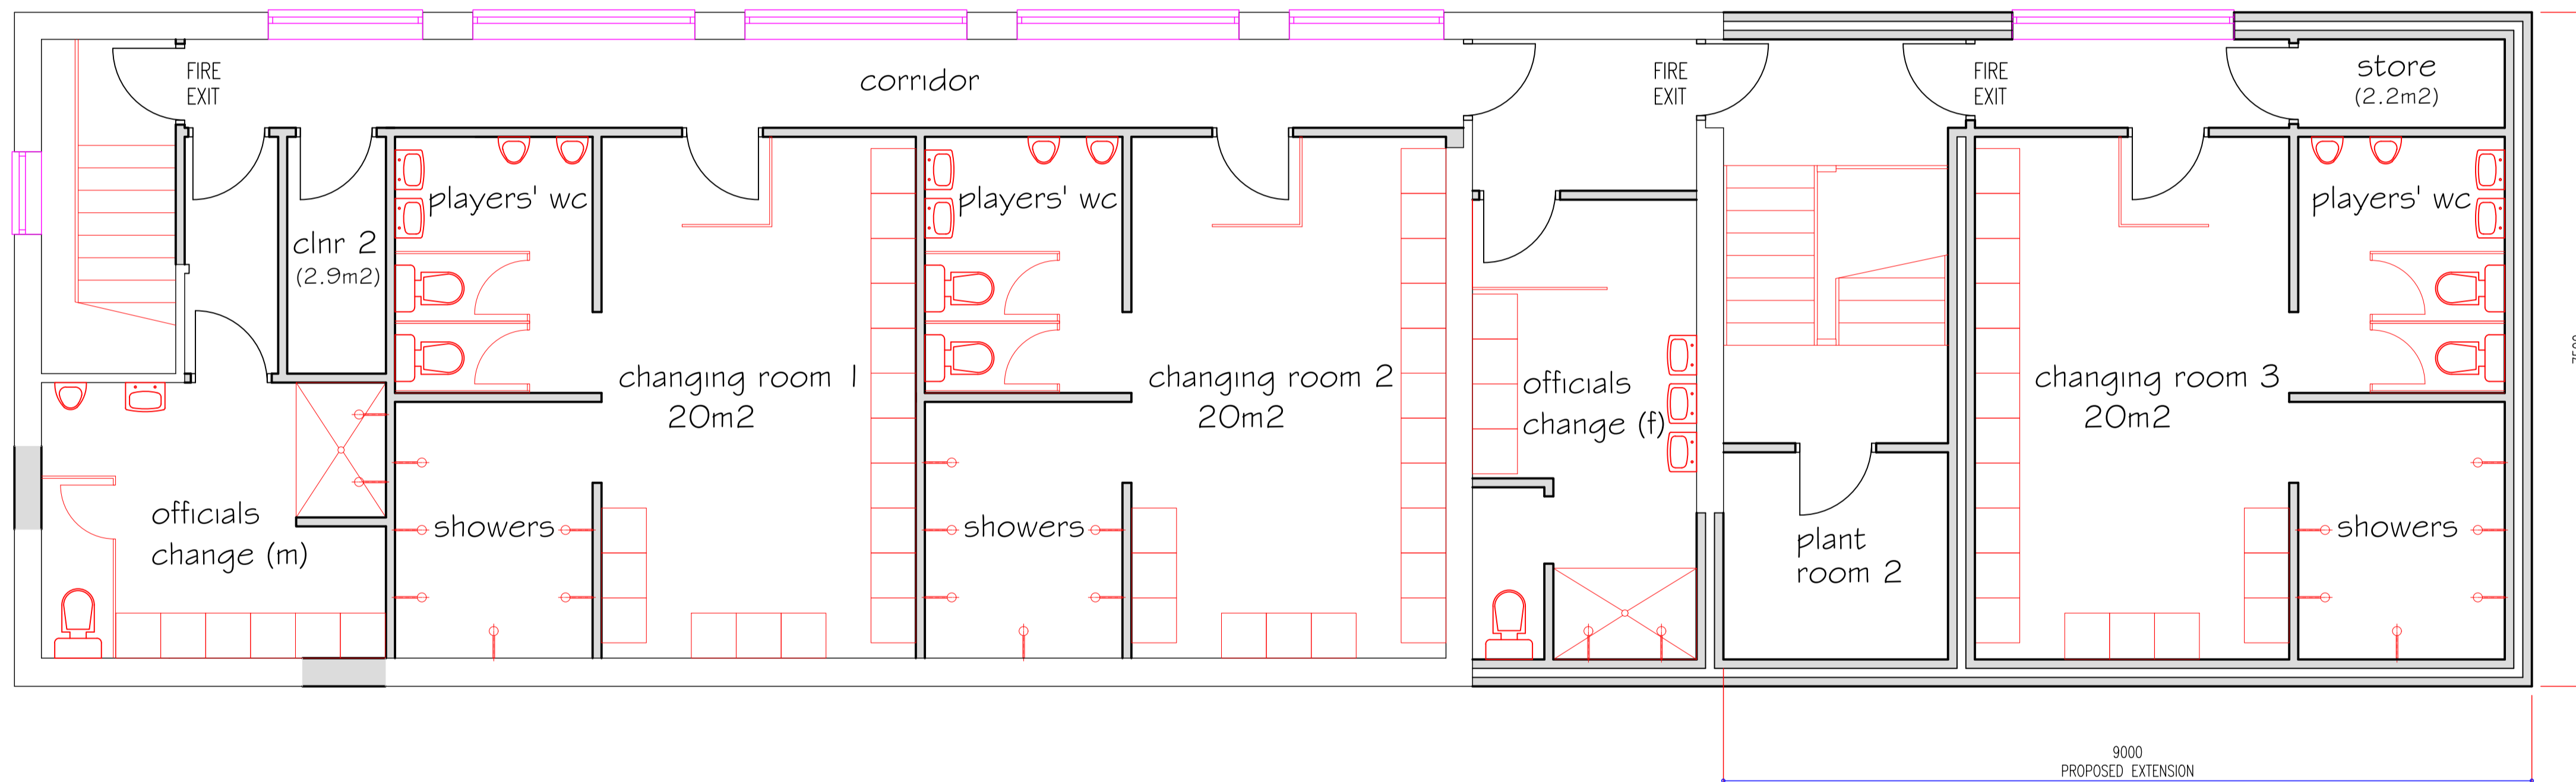 FIRE
EXIT
corridor
FIRE
EXIT
FIRE
EXIT
store
(2.2m2)
clnr 2
(2.9m2)
players' wc
players' wc
players' wc
changing room 1
20m2
changing room 2
20m2
officials
change (f)
changing room 3
20m2
officials
change (m)
showers
showers
plant
room 2
showers
7500
9000
PROPOSED EXTENSION